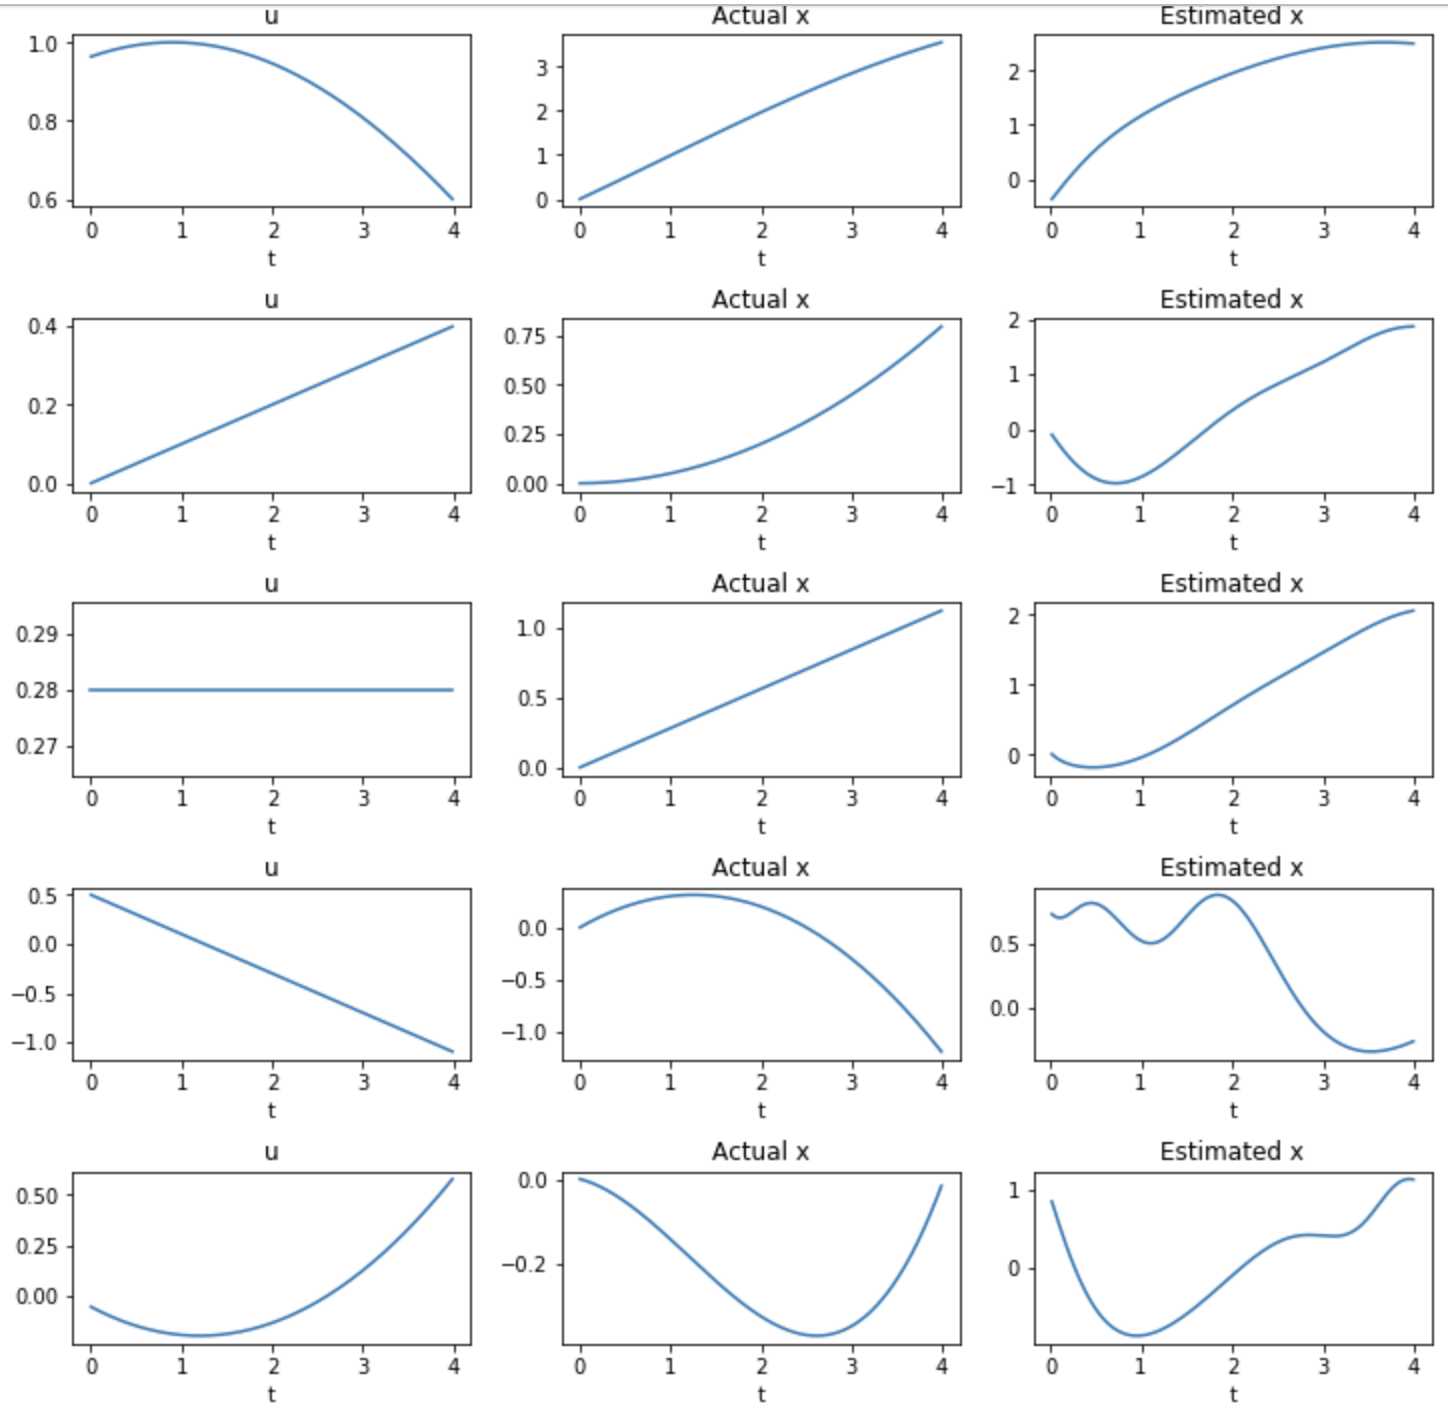 u Actual x Estimated x
1.0 0.8 0.6
3 2 1 0
2 1 0
0 1 2 3 4 0 1 2 3 4 0 1 2 3 4
t t t
u Actual x Estimated x
0.4 0.2 0.0
0.75 0.50 0.25 0.00
2 1 0 −1
0 1 2 3 4 0 1 2 3 4 0 1 2 3 4
t t t
u Actual x Estimated x
0.29 0.28 0.27
1.0 0.5 0.0
2 1 0
0 1 2 3 4 0 1 2 3 4 0 1 2 3 4
t t t
u Actual x Estimated x
0.5 0.0 −0.5 −1.0
0.0 −0.5 −1.0
0.5 0.0
0 1 2 3 4 0 1 2 3 4 0 1 2 3 4
t t t
u Actual x Estimated x
0.50 0.25 0.00
0.0 −0.2
1 0
0 1 2 3 4 0 1 2 3 4 0 1 2 3 4
t t t